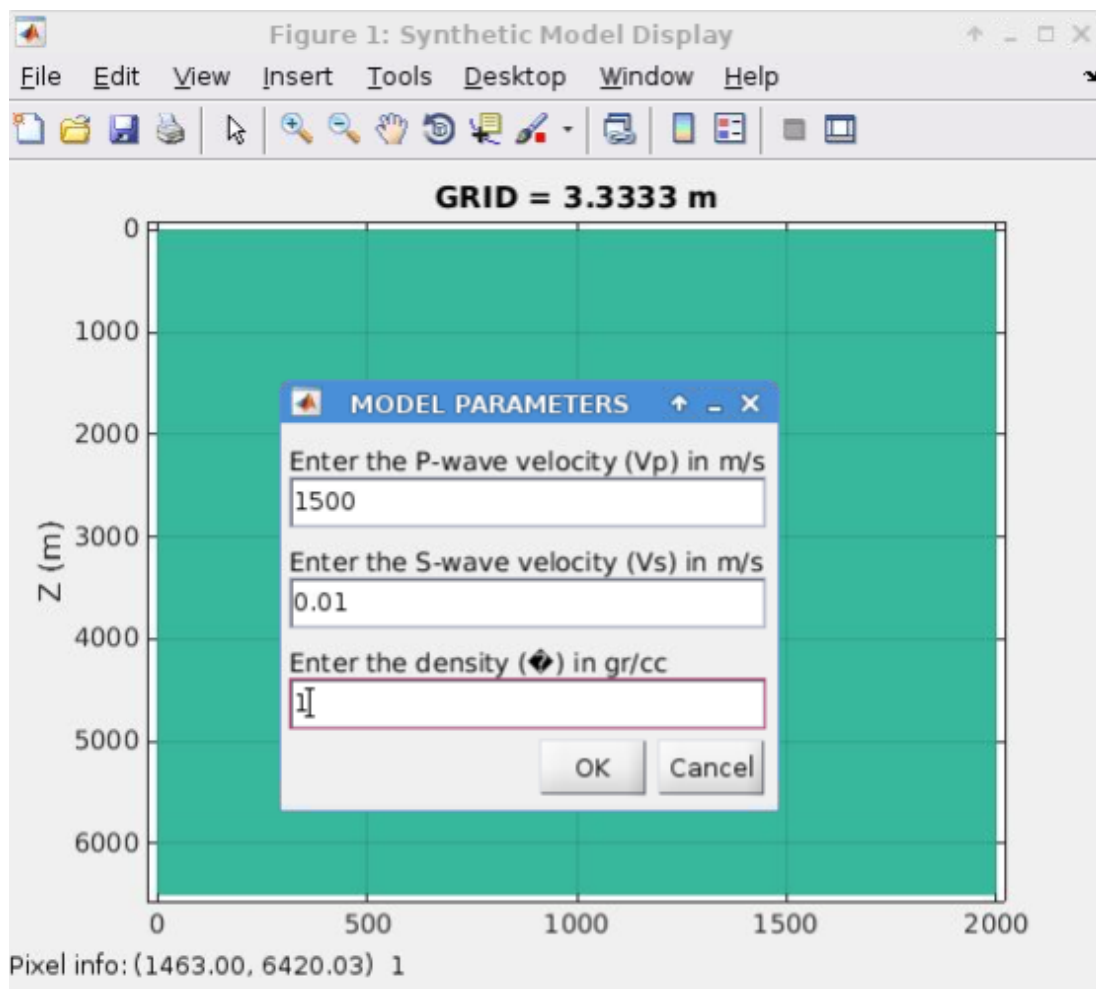 Figure 1: Synthetic Model Display
File Edit View Insert Tools Desktop Window Help
GRID = 3.3333 m
0
1000
2000
3000
4000
5000
6000
Z (m)
MODEL PARAMETERS
Enter the P-wave velocity (Vp) in m/s
1500
Enter the S-wave velocity (Vs) in m/s
0.01
Enter the density (�) in gr/cc
1
OK Cancel
0 500 1000 1500 2000
Pixel info: (1463.00, 6420.03) 1